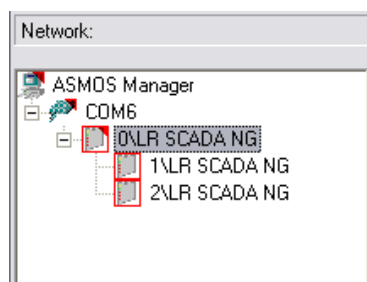 Network:
ASMOS Manager
COM6
0\LR SCADA NG
1\LR SCADA NG
2\LR SCADA NG